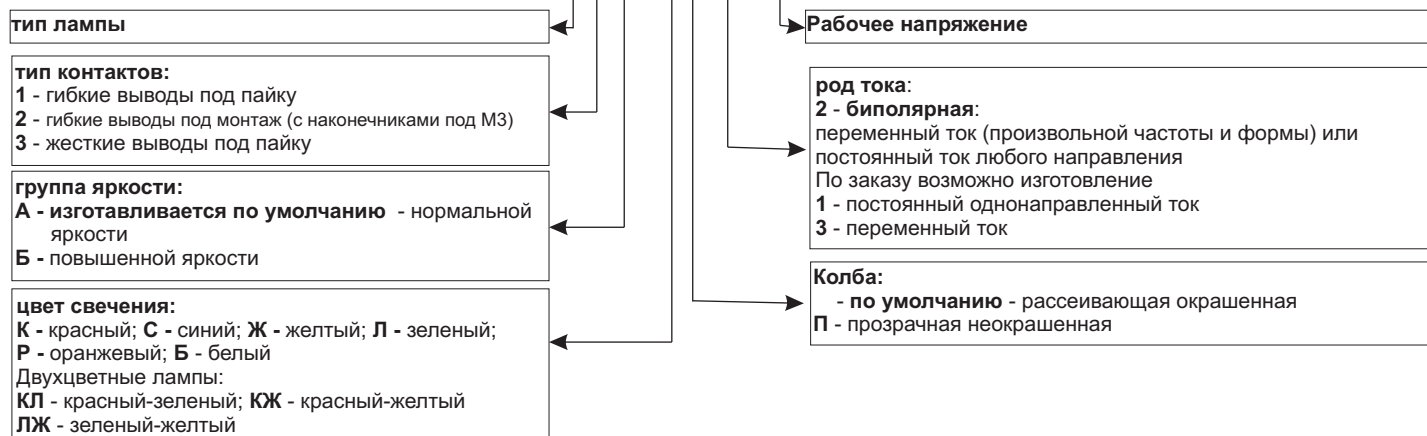 тип лампы
тип контактов:
1 - гибкие выводы под пайку
2 - гибкие выводы под монтаж (с наконечниками под М3)
3 - жесткие выводы под пайку
группа яркости:
А - изготавливается по умолчанию - нормальной
яркости
Б - повышенной яркости
цвет свечения:
К - красный; С - синий; Ж - желтый; Л - зеленый;
Р - оранжевый; Б - белый
Двухцветные лампы:
КЛ - красный-зеленый; КЖ - красный-желтый
ЛЖ - зеленый-желтый
Рабочее напряжение
род тока:
2 - биполярная:
переменный ток (произвольной частоты и формы) или
постоянный ток любого направления
По заказу возможно изготовление
1 - постоянный однонаправленный ток
3 - переменный ток
Колба:
- по умолчанию - рассеивающая окрашенная
П - прозрачная неокрашенная